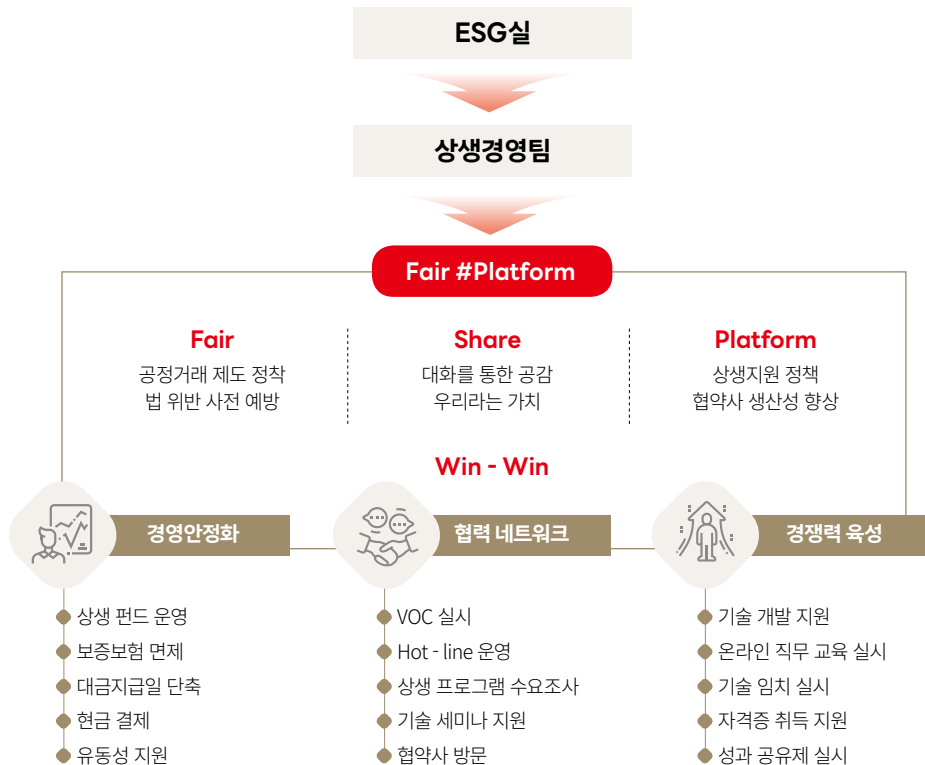 ESG실
상생경영팀
Fair #Platform
Fair
공정거래 제도 정착
법 위반 사전 예방
Share
대화를 통한 공감
우리라는 가치
Platform
상생지원 정책
협약사 생산성 향상
Win - Win
경영안정화
상생 펀드 운영
보증보험 면제
대금지급일 단축
현금 결제
유동성 지원
협력 네트워크
VOC 실시
Hot - line 운영
상생 프로그램 수요조사
기술 세미나 지원
협약사 방문
경쟁력 육성
기술 개발 지원
온라인 직무 교육 실시
기술 임치 실시
자격증 취득 지원
성과 공유제 실시